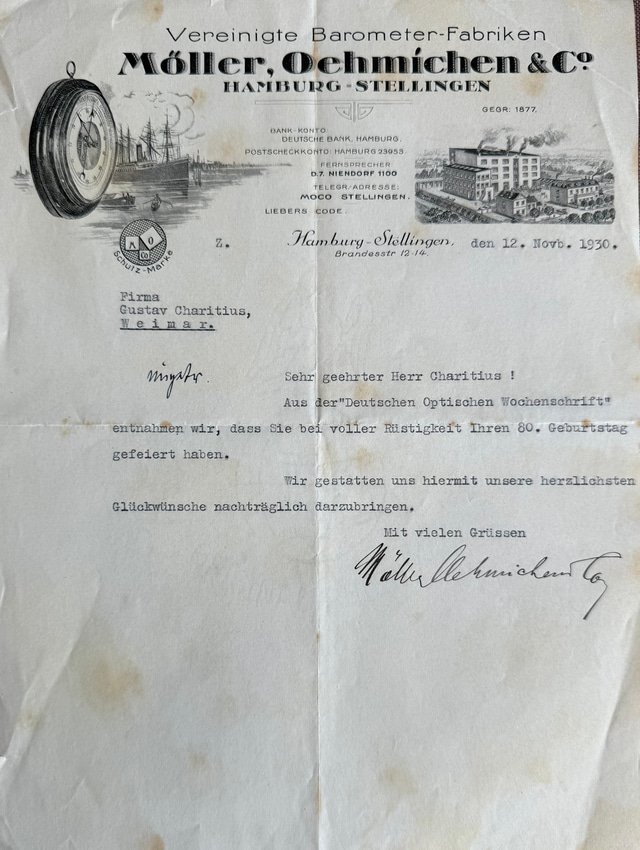 Vereinigte Barometer-Fabriken
Möller, Oehmichen & Co
HAMBURG-STELLINGEN
GEGR: 1877.
BANK-KONTO
DEUTSCHE BANK, HAMBURG.
POSTSCHECKKONTO: HAMBURG 23953.
FERNSPRECHER
D.7. NIENDORF 1100
TELEGR.-ADRESSE:
MOCO STELLINGEN.
LIEBERS CODE.
M O Co
Schutz-Marke
Z.
Hamburg-Stellingen, den 12. Novb. 1930.
Brandesstr 12-14.
Firma
Gustav Charitius,
Weimar.
Sehr geehrter Herr Charitius !
Aus der "Deutschen Optischen Wochenschrift"
entnahmen wir, dass Sie bei voller Rüstigkeit Ihren 80. Geburtstag
gefeiert haben.
Wir gestatten uns hiermit unsere herzlichsten
Glückwünsche nachträglich darzubringen.
Mit vielen Grüssen
Möller Oehmichen & Co